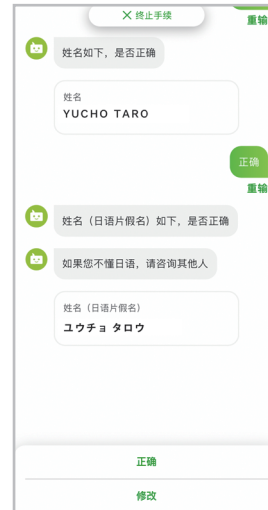 ✕ 终止手续
重输
姓名如下，是否正确
姓名
YUCHO TARO
正确
重输
姓名（日语片假名）如下，是否正确
如果您不懂日语，请咨询其他人
姓名（日语片假名）
ユウチョ タロウ
正确
修改